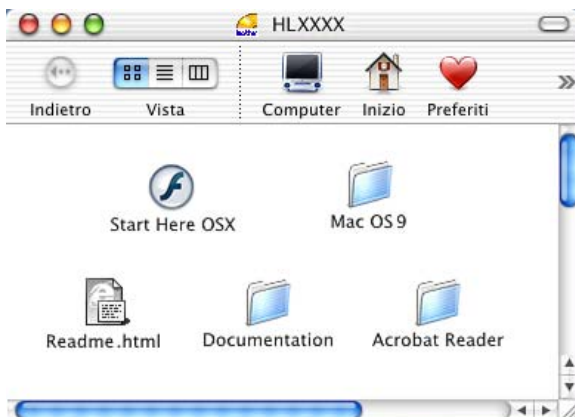 HLXXXX
Indietro Vista Computer Inizio Preferiti
Start Here OSX Mac OS 9
Readme.html Documentation Acrobat Reader